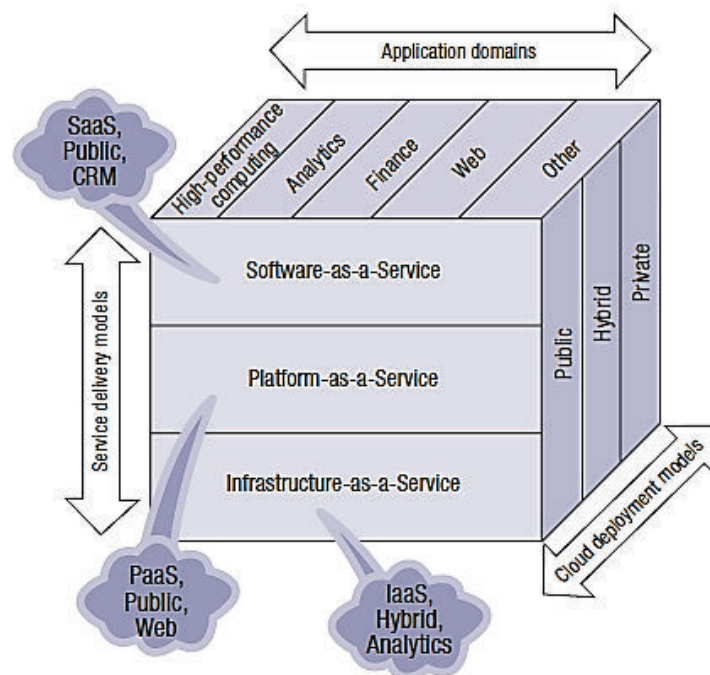 Application domains
SaaS,
Public,
CRM
High-performance
computing
Analytics
Finance
Web
Other
Service delivery models
Software-as-a-Service
Platform-as-a-Service
Infrastructure-as-a-Service
Public
Hybrid
Private
Cloud deployment models
PaaS,
Public,
Web
IaaS,
Hybrid,
Analytics